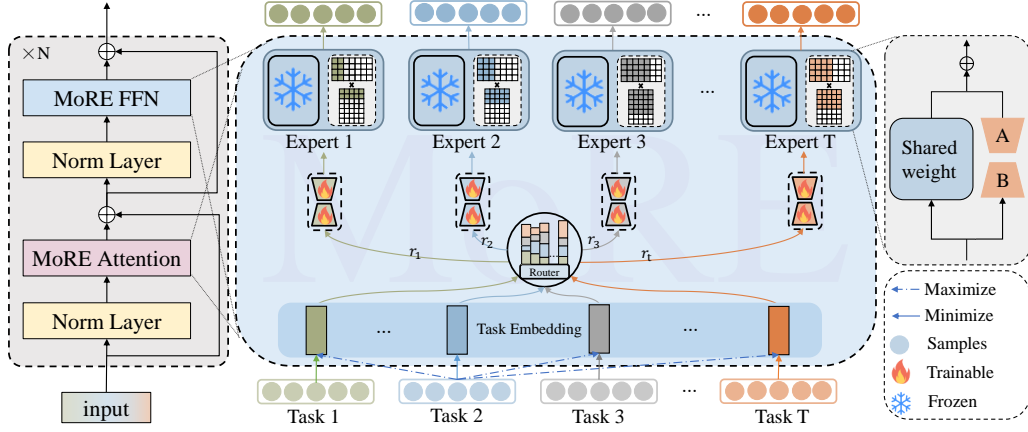 ×N
MoRE FFN
Norm Layer
MoRE Attention
Norm Layer
input
MoRE
...
Expert 1
Expert 2
Expert 3
...
Expert T
r1
r2
r3
rt
Router
...
Task Embedding
...
...
Task 1
Task 2
Task 3
Task T
Shared
weight
A
B
Maximize
Minimize
Samples
Trainable
Frozen